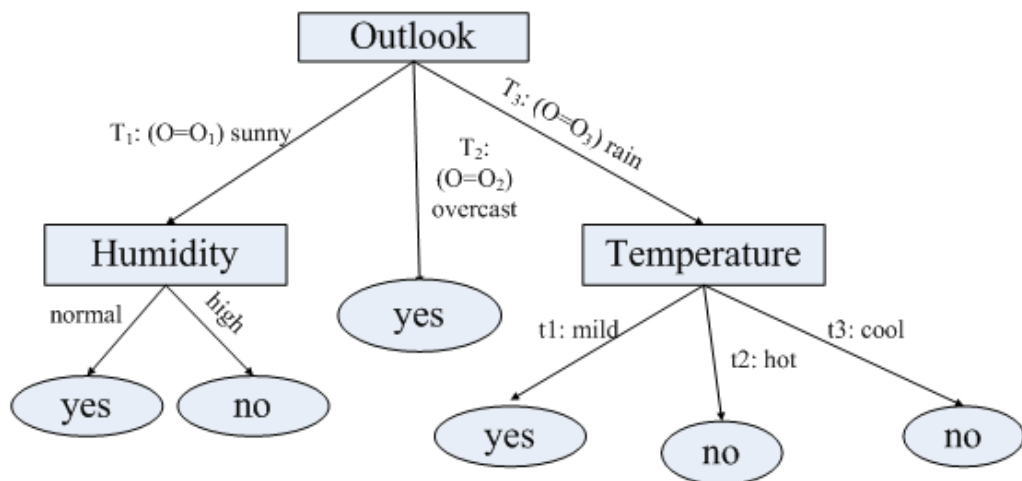 Outlook
T₁: (O=O₁) sunny
T₂:
(O=O₂)
overcast
T₃: (O=O₃) rain
Humidity
Temperature
normal
high
yes
t1: mild
t2: hot
t3: cool
yes
no
yes
no
no